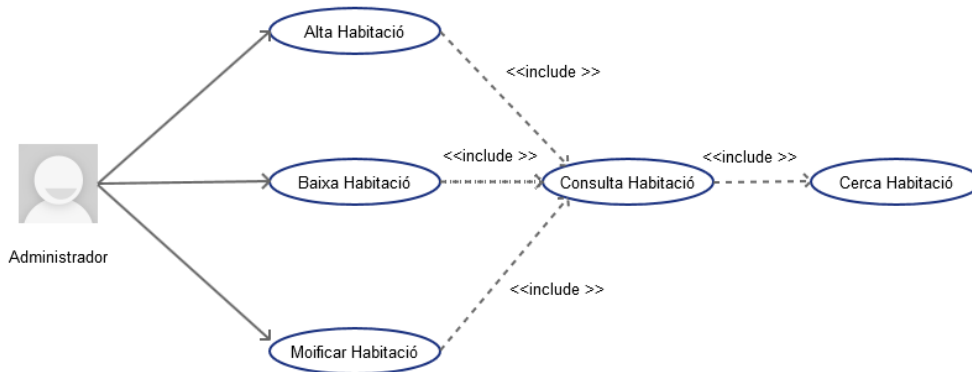 Alta Habitació
<<include >>
<<include >>
<<include >>
Baixa Habitació
Consulta Habitació
Cerca Habitació
Administrador
<<include >>
Moificar Habitació